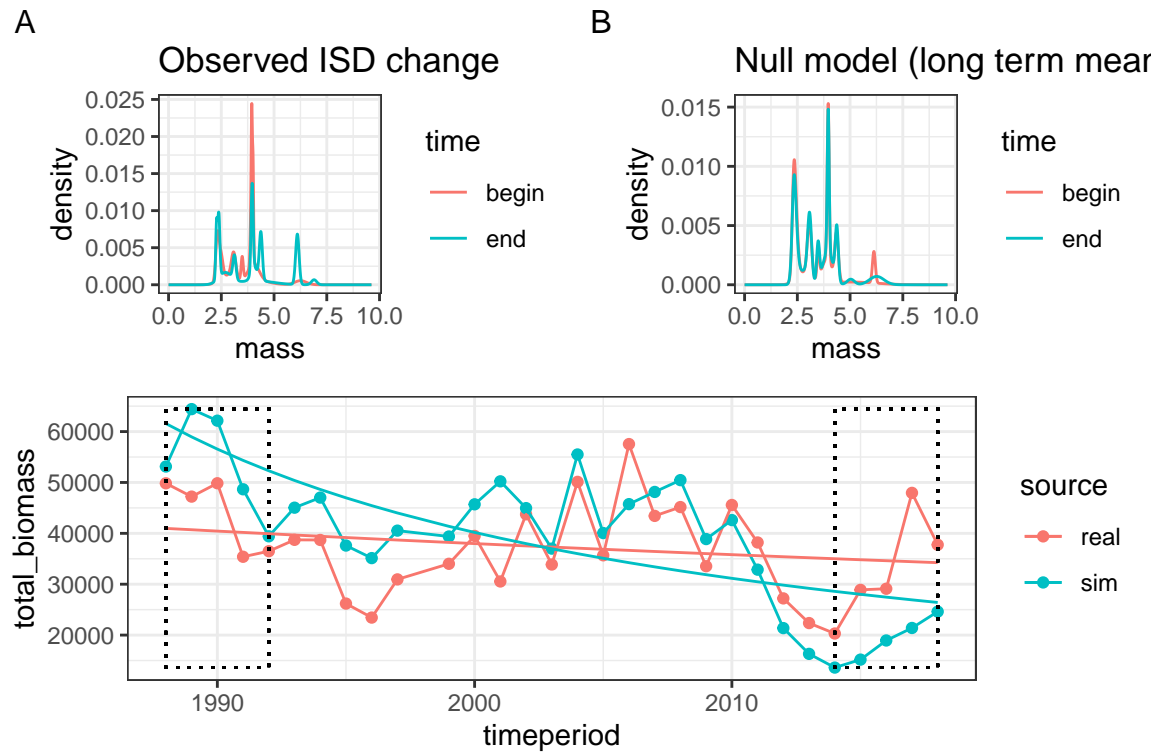 A
B
Observed ISD change
Null model (long term mean
0.025
0.020
0.015
0.010
0.005
0.000
density
0.0 2.5 5.0 7.5 10.0
mass
time
begin
end
0.015
0.010
0.005
0.000
density
0.0 2.5 5.0 7.5 10.0
mass
time
begin
end
60000
50000
40000
30000
20000
total_biomass
1990 2000 2010
timeperiod
source
real
sim